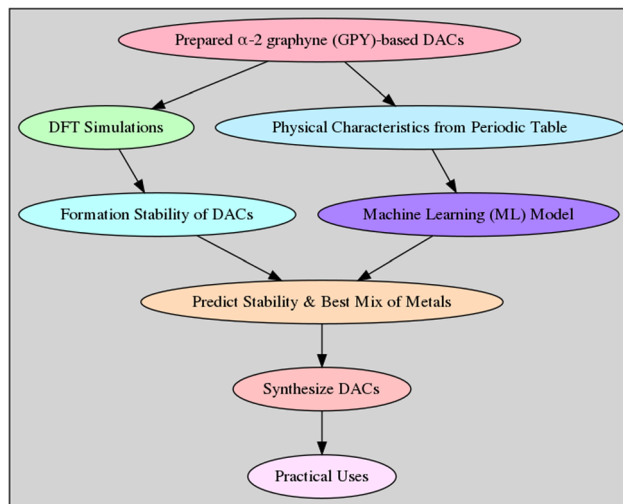 Prepared α-2 graphyne (GPY)-based DACs
DFT Simulations
Physical Characteristics from Periodic Table
Formation Stability of DACs
Machine Learning (ML) Model
Predict Stability & Best Mix of Metals
Synthesize DACs
Practical Uses